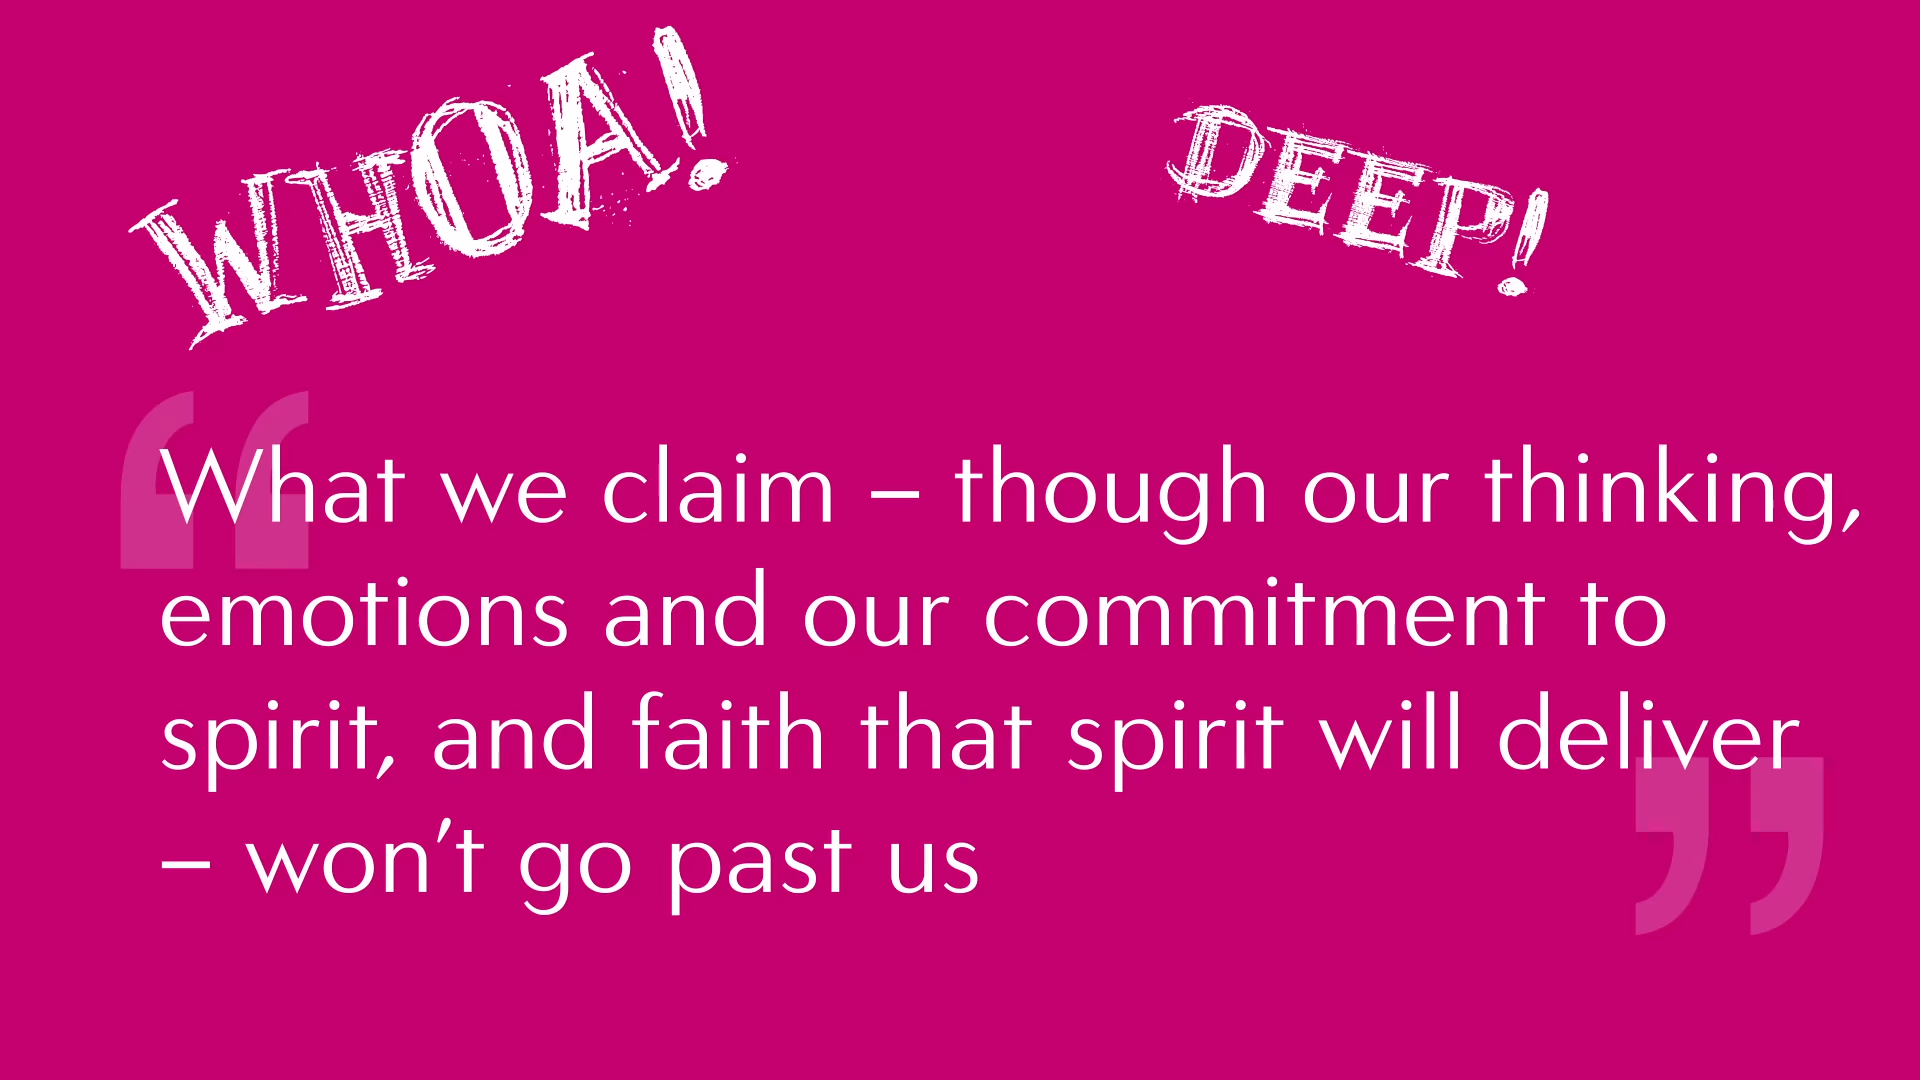 WHOA!
DEEP!
“What we claim – though our thinking,
emotions and our commitment to
spirit, and faith that spirit will deliver
– won’t go past us”